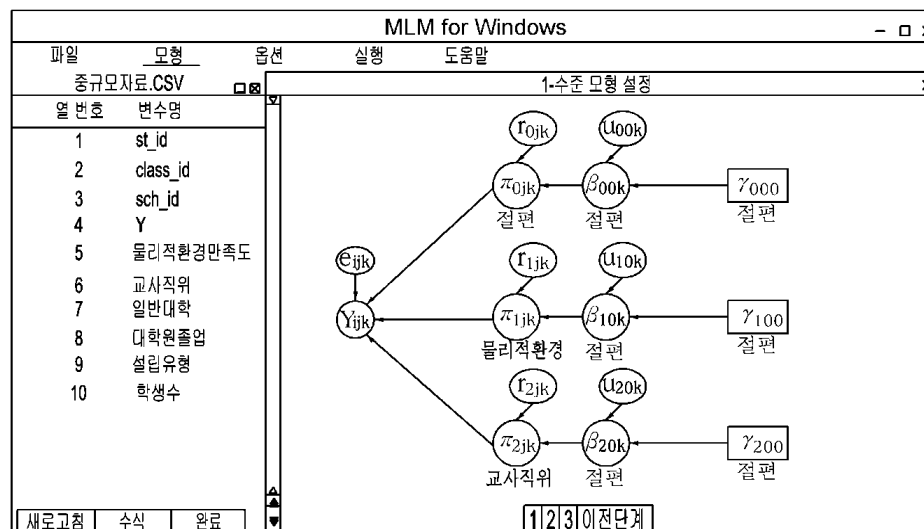 MLM for Windows
파일 모형 옵션 실행 도움말
중규모자료.CSV
열 번호 변수명
1 st_id
2 class_id
3 sch_id
4 Y
5 물리적환경만족도
6 교사직위
7 일반대학
8 대학원졸업
9 설립유형
10 학생수
새로고침 수식 완료
1-수준 모형 설정
r0jk u00k
π0jk β00k γ000
절편 절편 절편
eijk r1jk u10k
Yijk π1jk β10k γ100
물리적환경 절편 절편
r2jk u20k
π2jk β20k γ200
교사직위 절편 절편
1 2 3 이전단계